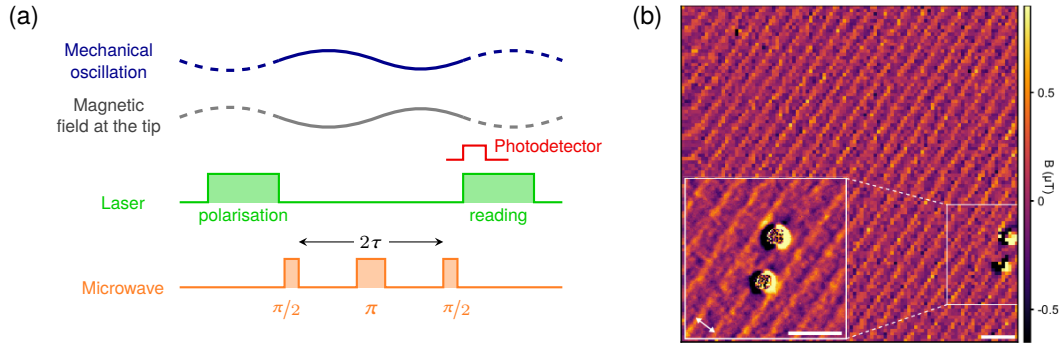 (a)
Mechanical
oscillation
Magnetic
field at the tip
Photodetector
Laser
polarisation
reading
2τ
Microwave
π/2
π
π/2
(b)
0.5
0
-0.5
B (μT)